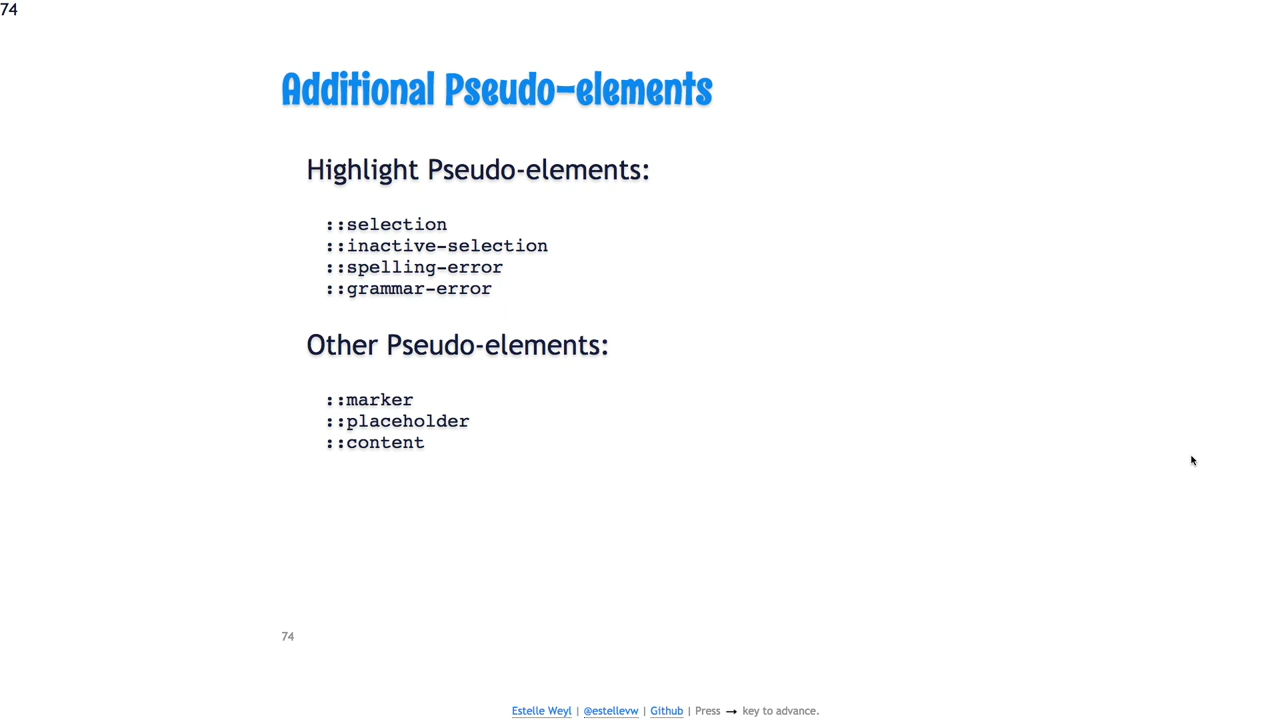 74
Additional Pseudo-elements
Highlight Pseudo-elements:
::selection
::inactive-selection
::spelling-error
::grammar-error
Other Pseudo-elements:
::marker
::placeholder
::content
74
Estelle Weyl | @estellevw | Github | Press → key to advance.